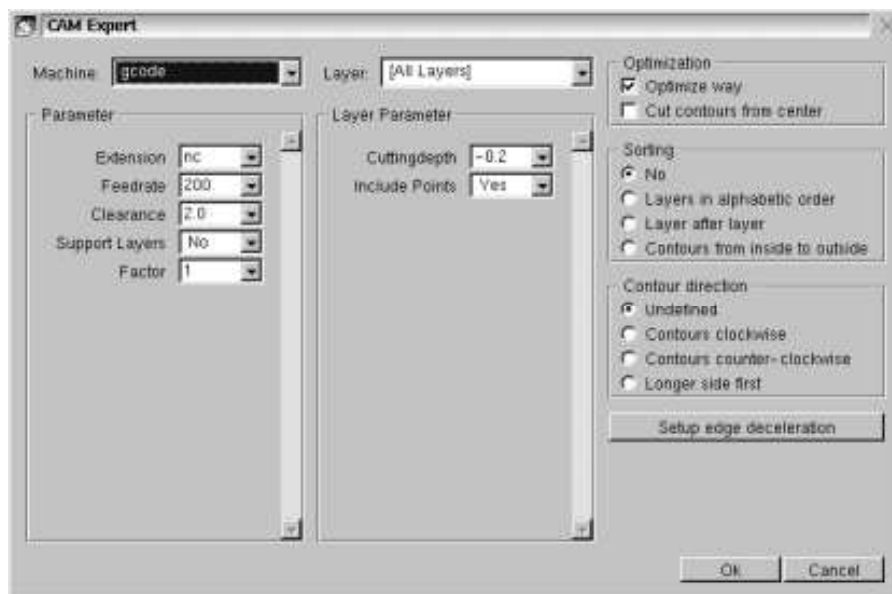 CAM Expert
Machine: gcode
Layer: [All Layers]
Parameter
Extension nc
Feedrate 200
Clearance 2.0
Support Layers No
Factor 1
Layer Parameter
Cuttingdepth -0.2
Include Points Yes
Optimization
Optimize way
Cut contours from center
Sorting
No
Layers in alphabetic order
Layer after layer
Contours from inside to outside
Contour direction
Undefined
Contours clockwise
Contours counter-clockwise
Longer side first
Setup edge deceleration
Ok Cancel